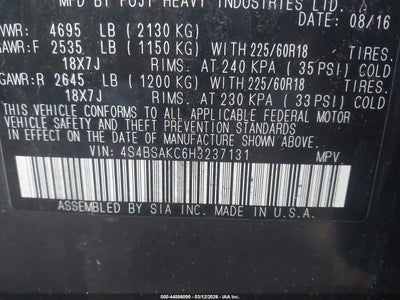 MFD BY FUJI HEAVY INDUSTRIES LTD.
DATE: 08/16
GVWR: 4695 LB ( 2130 KG)
GAWR:F 2535 LB ( 1150 KG) WITH 225/60R18 TIRES.
18X7J RIMS. AT 240 KPA ( 35 PSI) COLD
GAWR:R 2645 LB ( 1200 KG) WITH 225/60R18 TIRES.
18X7J RIMS. AT 230 KPA ( 33 PSI) COLD
THIS VEHICLE CONFORMS TO ALL APPLICABLE FEDERAL MOTOR
VEHICLE SAFETY AND THEFT PREVENTION STANDARDS
IN EFFECT ON THE DATE OF MANUFACTURE SHOWN ABOVE.
VIN: 4S4BSAKC6H3237131 MPV
ASSEMBLED BY SIA INC. MADE IN U.S.A.
000-44598090 - 03/12/2026 - IAAI.COM